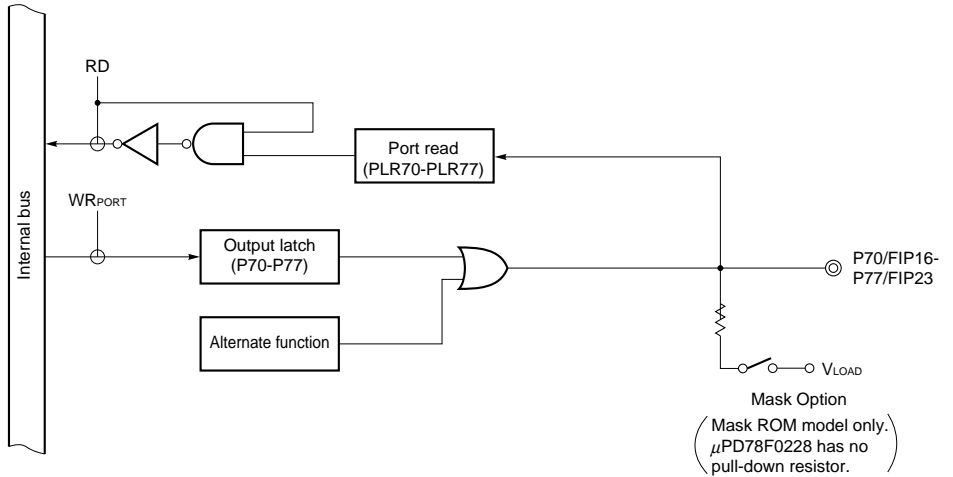 RD
Port read
(PLR70-PLR77)
WRPORT
Internal bus
Output latch
(P70-P77)
P70/FIP16-
P77/FIP23
Alternate function
VLOAD
Mask Option
(Mask ROM model only.
μPD78F0228 has no
pull-down resistor.)